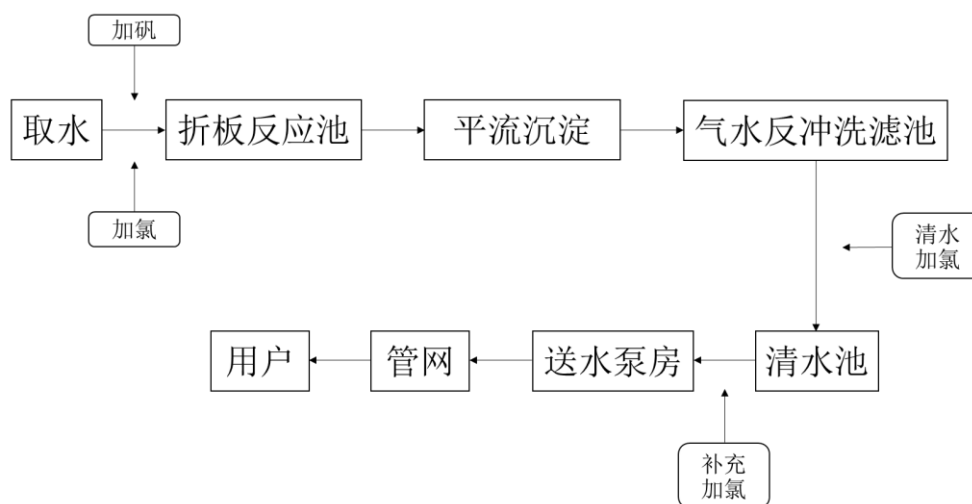 加矾
取水
折板反应池
平流沉淀
气水反冲洗滤池
加氯
清水
加氯
用户
管网
送水泵房
清水池
补充
加氯